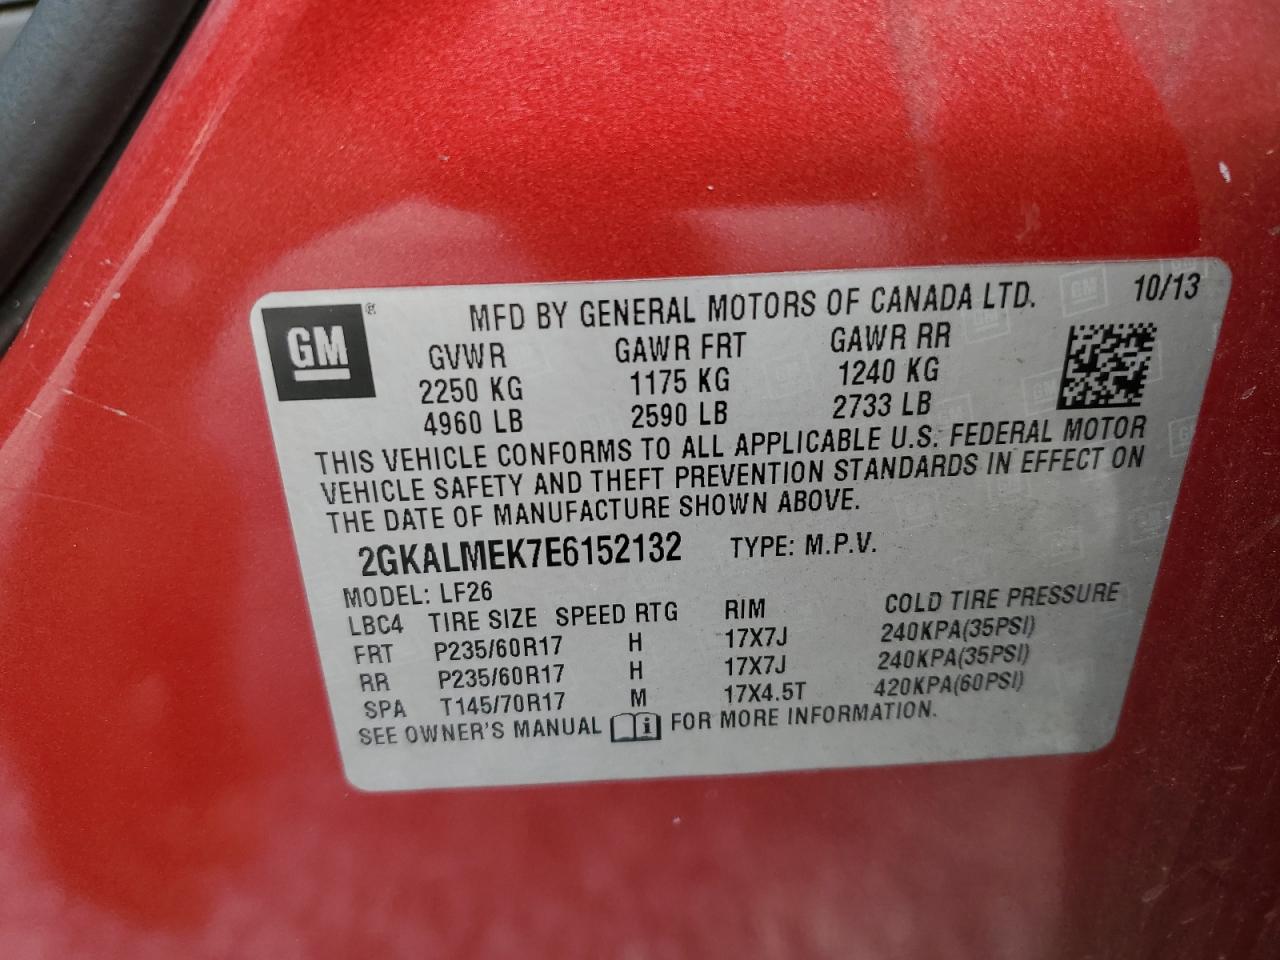 GM® MFD BY GENERAL MOTORS OF CANADA LTD. 10/13
GVWR GAWR FRT GAWR RR
2250 KG 1175 KG 1240 KG
4960 LB 2590 LB 2733 LB
THIS VEHICLE CONFORMS TO ALL APPLICABLE U.S. FEDERAL MOTOR
VEHICLE SAFETY AND THEFT PREVENTION STANDARDS IN EFFECT ON
THE DATE OF MANUFACTURE SHOWN ABOVE.
2GKALMEK7E6152132 TYPE: M.P.V.
MODEL: LF26
LBC4 TIRE SIZE SPEED RTG RIM COLD TIRE PRESSURE
FRT P235/60R17 H 17X7J 240KPA(35PSI)
RR P235/60R17 H 17X7J 240KPA(35PSI)
SPA T145/70R17 M 17X4.5T 420KPA(60PSI)
SEE OWNER'S MANUAL i FOR MORE INFORMATION.